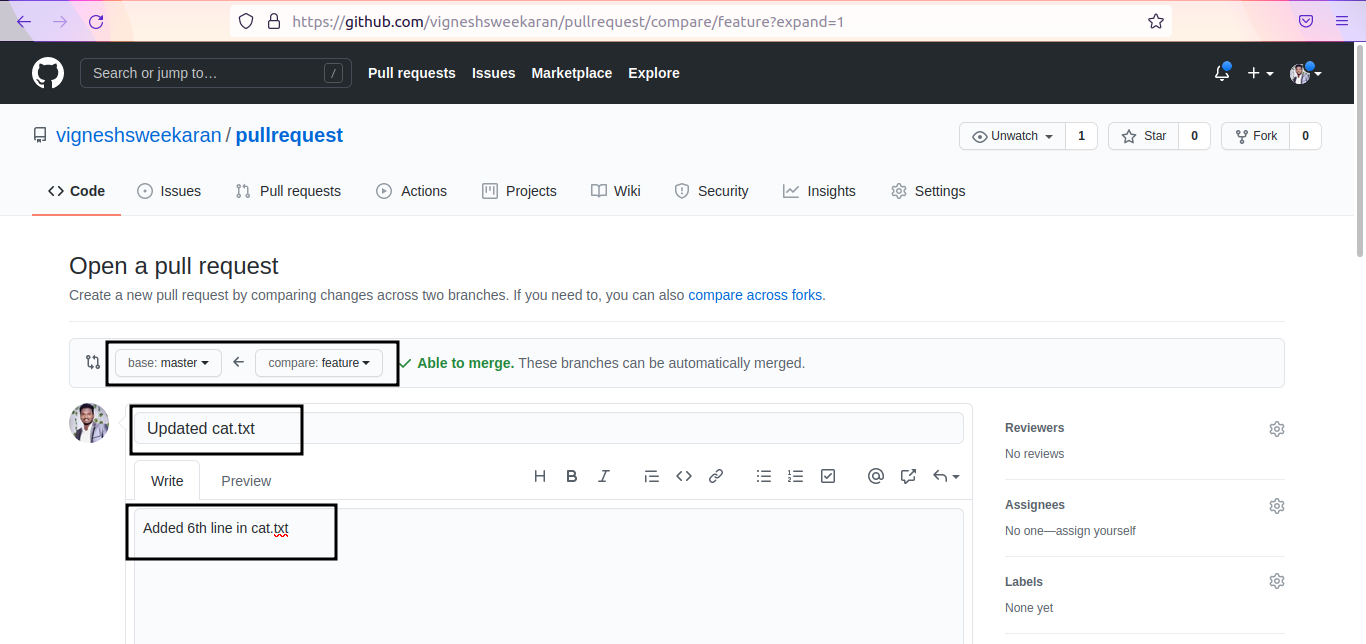 https://github.com/vigneshsweekaran/pullrequest/compare/feature?expand=1
Search or jump to… / Pull requests Issues Marketplace Explore
vigneshsweekaran / pullrequest Unwatch 1 Star 0 Fork 0
Code Issues Pull requests Actions Projects Wiki Security Insights Settings
Open a pull request
Create a new pull request by comparing changes across two branches. If you need to, you can also compare across forks.
base: master ← compare: feature ✓ Able to merge. These branches can be automatically merged.
Updated cat.txt
Write Preview H B I @
Added 6th line in cat.txt
Reviewers
No reviews
Assignees
No one—assign yourself
Labels
None yet